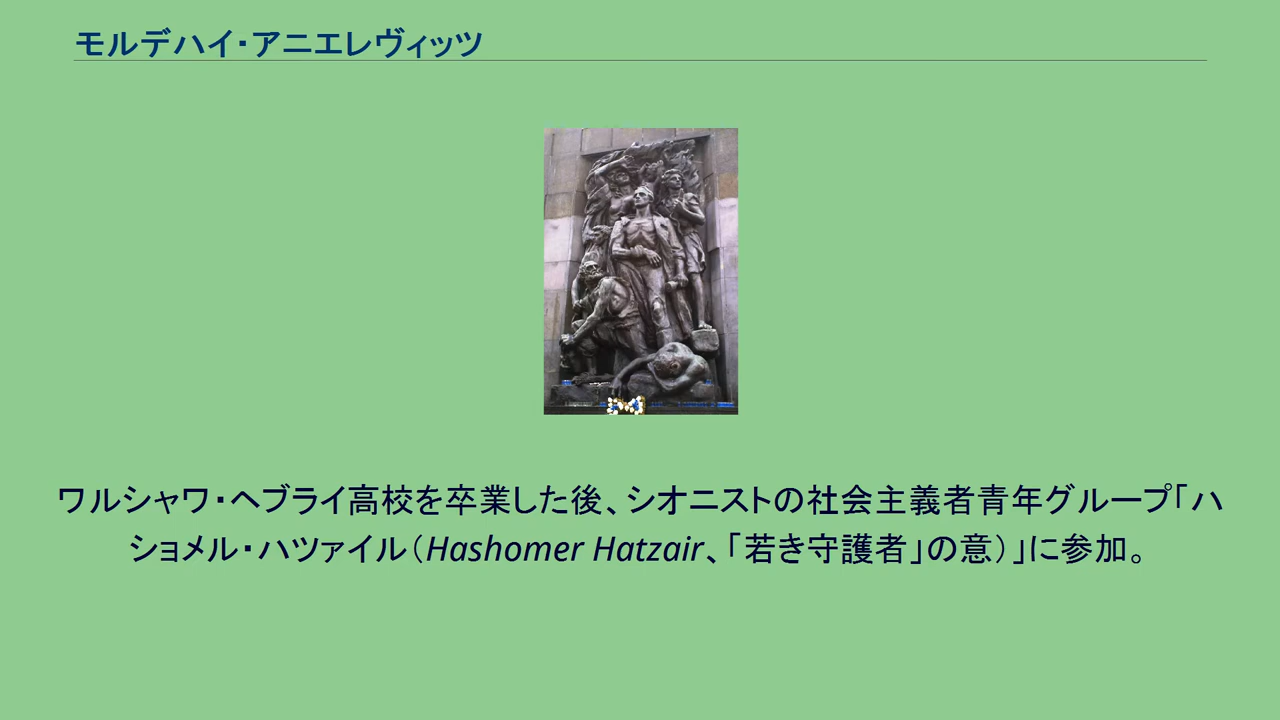 モルデハイ・アニエレヴィッツ
ワルシャワ・ヘブライ高校を卒業した後、シオニストの社会主義者青年グループ「ハ
ショメル・ハツァイル（Hashomer Hatzair、「若き守護者」の意）」に参加。